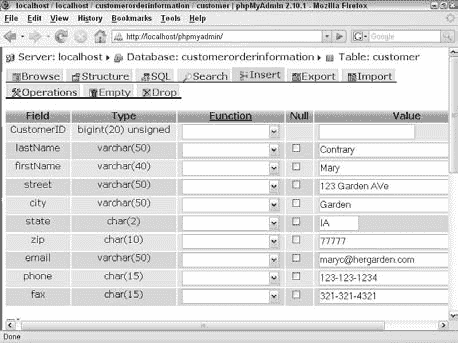 localhost / localhost / customerorderinformation / customer | phpMyAdmin 2.10.1 - Mozilla Firefox
File Edit View History Bookmarks Tools Help
http://localhost/phpmyadmin/ Google
Server: localhost Database: customerorderinformation Table: customer
Browse Structure SQL Search Insert Export Import
Operations Empty Drop
Field Type Function Null Value
CustomerID bigint(20) unsigned
lastName varchar(50) Contrary
firstName varchar(40) Mary
street varchar(50) 123 Garden AVe
city varchar(50) Garden
state char(2) IA
zip char(10) 77777
email varchar(50) maryc@hergarden.com
phone char(15) 123-123-1234
fax char(15) 321-321-4321
Done